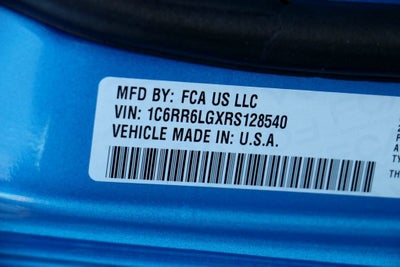 MFD BY: FCA US LLC
VIN: 1C6RR6LGXRS128540
VEHICLE MADE IN: U.S.A.